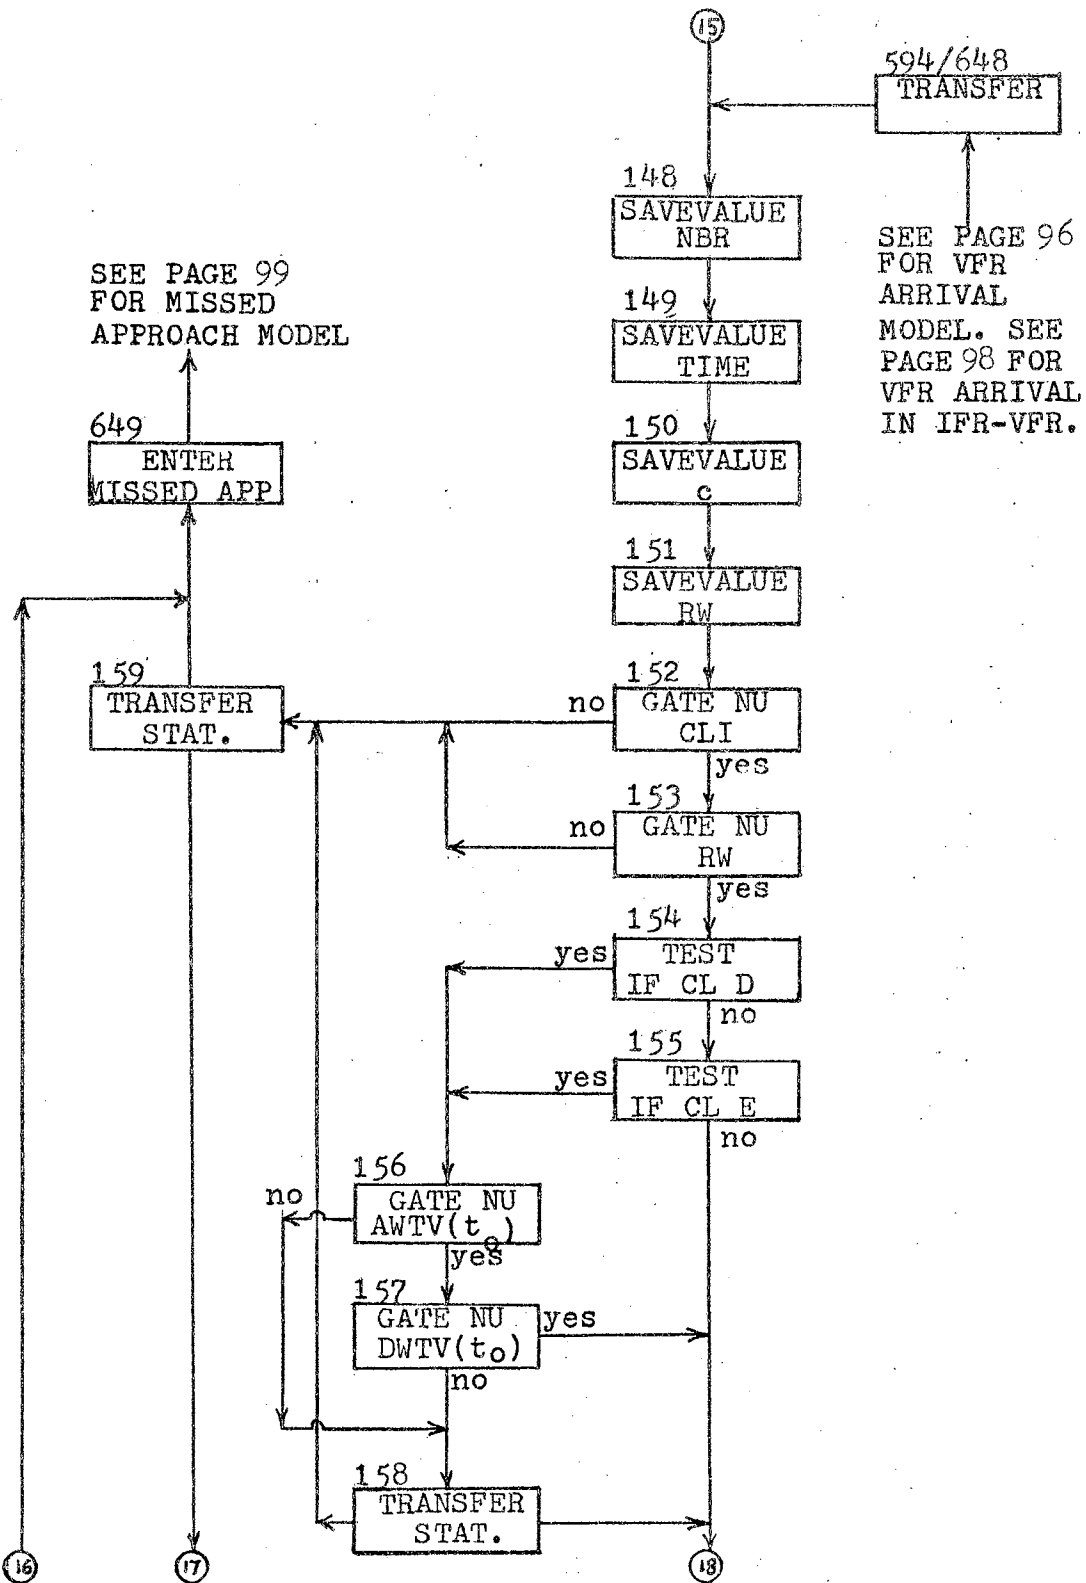 15
594/648
TRANSFER
148
SAVEVALUE
NBR
SEE PAGE 96
FOR VFR
ARRIVAL
MODEL. SEE
PAGE 98 FOR
VFR ARRIVAL
IN IFR-VFR.
SEE PAGE 99
FOR MISSED
APPROACH MODEL
149
SAVEVALUE
TIME
649
ENTER
MISSED APP
150
SAVEVALUE
c
151
SAVEVALUE
RW
159
TRANSFER
STAT.
152
no
GATE NU
CLI
yes
153
no
GATE NU
RW
yes
154
yes
TEST
IF CL D
no
155
yes
TEST
IF CL E
no
156
no
GATE NU
AWTV(to)
yes
157
GATE NU
DWTV(to)
yes
no
158
TRANSFER
STAT.
16
17
18